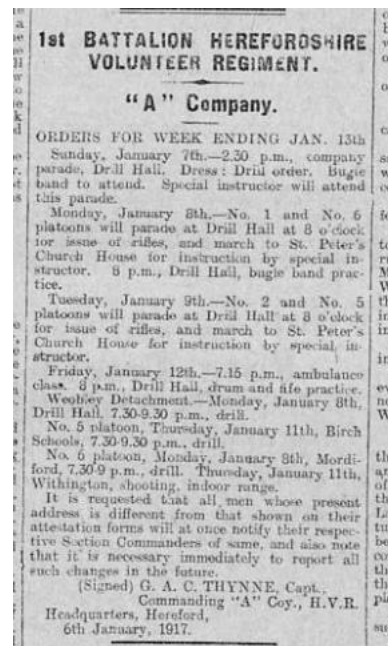 1st BATTALION HEREFORDSHIRE
VOLUNTEER REGIMENT.
"A" Company.
ORDERS FOR WEEK ENDING JAN. 13th
Sunday, January 7th.—2.30 p.m., company
parade, Drill Hall. Dress: Drill order. Bugle
band to attend. Special instructor will attend
this parade.
Monday, January 8th.—No. 1 and No. 6
platoons will parade at Drill Hall at 8 o'clock
for issue of rifles, and march to St. Peter's
Church House for instruction by special in-
structor. 8 p.m., Drill Hall, bugle band prac-
tice.
Tuesday, January 9th.—No. 2 and No. 5
platoons will parade at Drill Hall at 8 o'clock
for issue of rifles, and march to St. Peter's
Church House for instruction by special in-
structor.
Friday, January 12th.—7.15 p.m., ambulance
class. 8 p.m., Drill Hall, drum and fife practice.
Weobley Detachment.—Monday, January 8th,
Drill Hall, 7.30-9.30 p.m., drill.
No. 5 platoon, Thursday, January 11th, Birch
Schools, 7.30-9.30 p.m., drill.
No. 6 platoon, Monday, January 8th, Mordi-
ford, 7.30-9 p.m., drill. Thursday, January 11th,
Withington, shooting, indoor range.
It is requested that all men whose present
address is different from that shown on their
attestation forms will at once notify their respec-
tive Section Commanders of same, and also note
that it is necessary immediately to report all
such changes in the future.
(Signed) G. A. C. THYNNE, Capt.,
Commanding "A" Coy., H.V.R.
Headquarters, Hereford,
6th January, 1917.